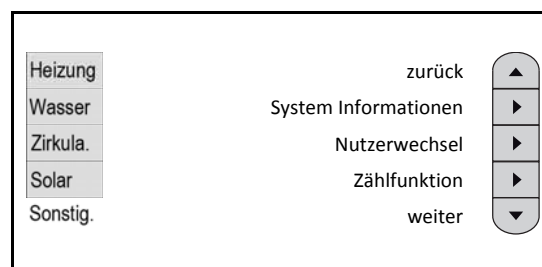 Heizung zurück
Wasser System Informationen
Zirkula. Nutzerwechsel
Solar Zählfunktion
Sonstig. weiter